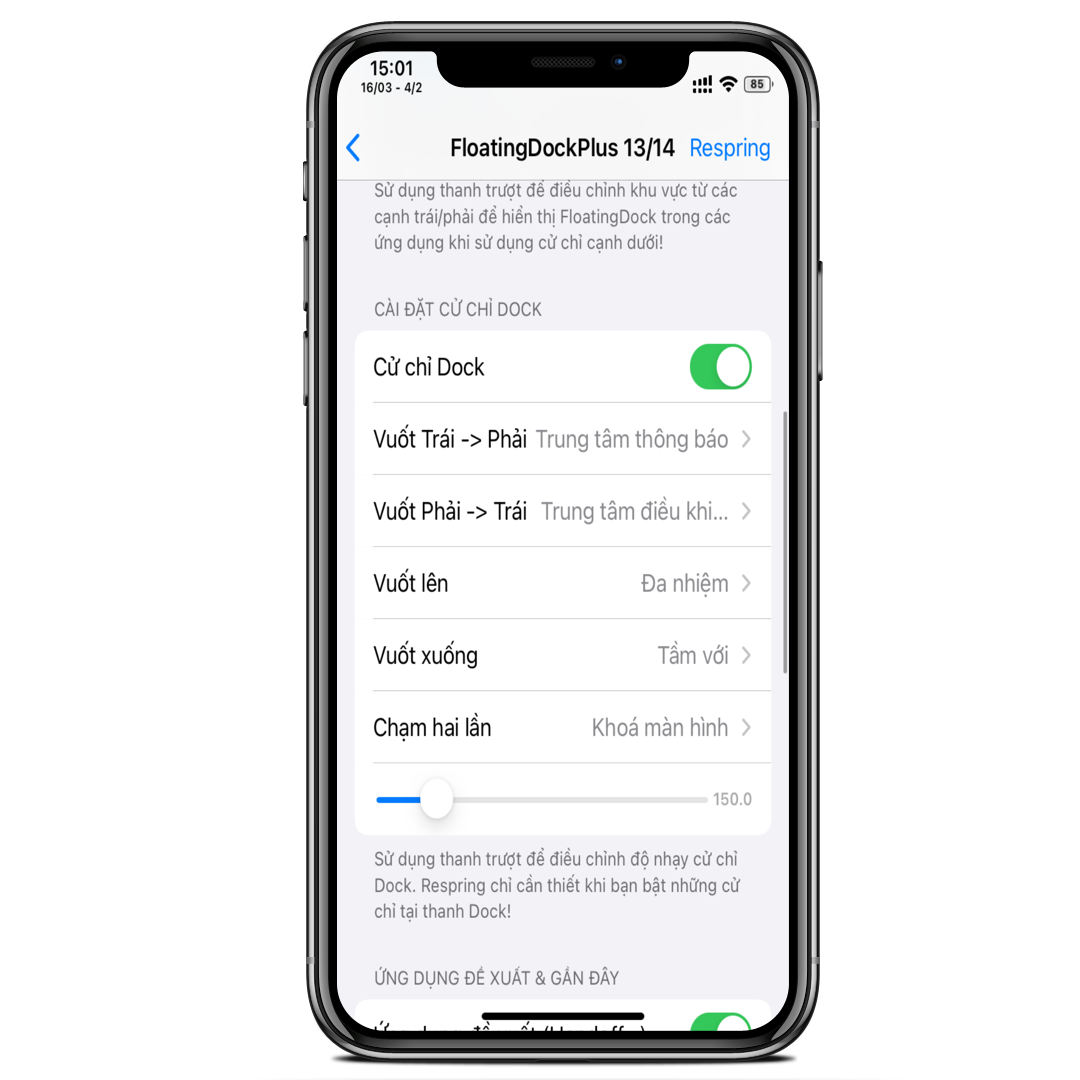 15:01
16/03 - 4/2
85
FloatingDockPlus 13/14 Respring
Sử dụng thanh trượt để điều chỉnh khu vực từ các
cạnh trái/phải để hiển thị FloatingDock trong các
ứng dụng khi sử dụng cử chỉ cạnh dưới!
CÀI ĐẶT CỬ CHỈ DOCK
Cử chỉ Dock
Vuốt Trái -> Phải Trung tâm thông báo
Vuốt Phải -> Trái Trung tâm điều khi...
Vuốt lên Đa nhiệm
Vuốt xuống Tầm với
Chạm hai lần Khoá màn hình
150.0
Sử dụng thanh trượt để điều chỉnh độ nhạy cử chỉ
Dock. Respring chỉ cần thiết khi bạn bật những cử
chỉ tại thanh Dock!
ỨNG DỤNG ĐỀ XUẤT & GẦN ĐÂY